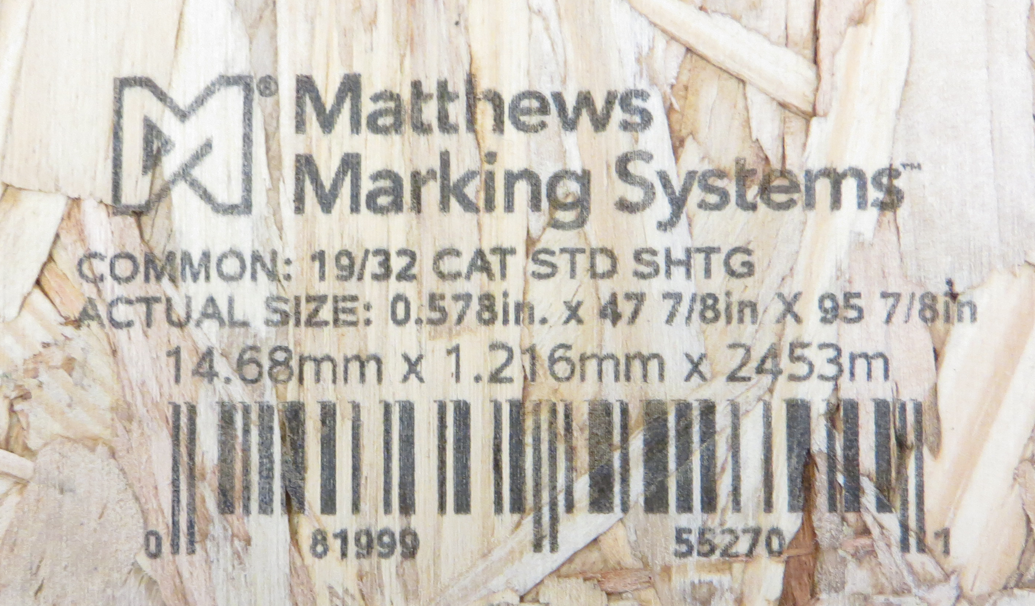 ® Matthews
Marking Systems™
COMMON: 19/32 CAT STD SHTG
ACTUAL SIZE: 0.578in. x 47 7/8in X 95 7/8in
14.68mm x 1.216mm x 2453m
0 81999 55270 1